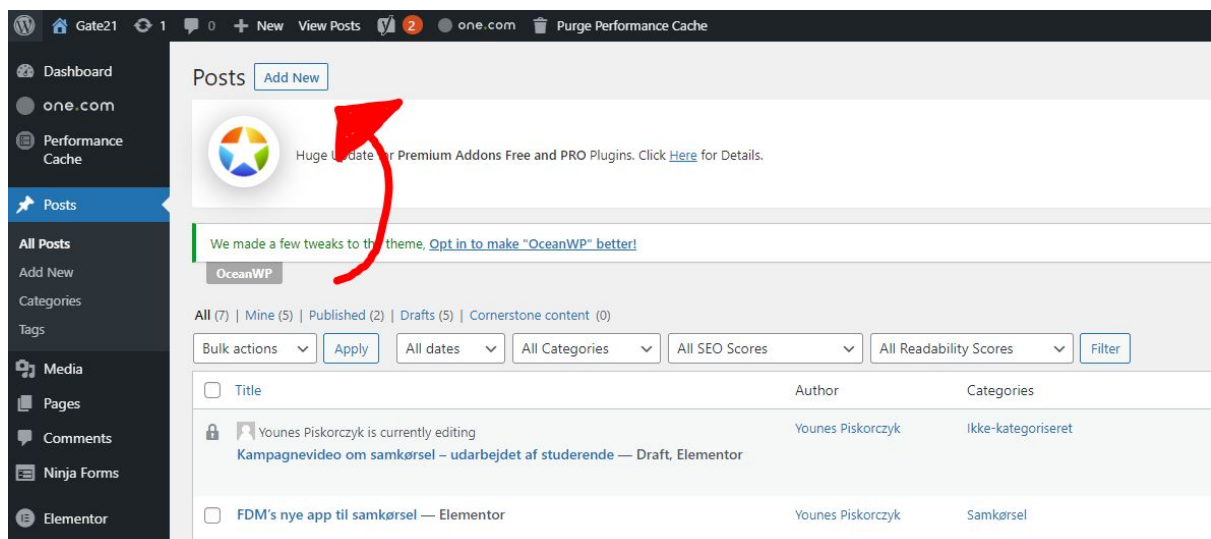 Gate21 1 0 + New View Posts 2 one.com Purge Performance Cache
Dashboard
one.com
Performance
Cache
Posts
All Posts
Add New
Categories
Tags
Media
Pages
Comments
Ninja Forms
Elementor
Posts Add New
Huge Update for Premium Addons Free and PRO Plugins. Click Here for Details.
We made a few tweaks to the theme, Opt in to make "OceanWP" better!
OceanWP
All (7) | Mine (5) | Published (2) | Drafts (5) | Cornerstone content (0)
Bulk actions Apply All dates All Categories All SEO Scores All Readability Scores Filter
Title Author Categories
Younes Piskorczyk is currently editing Younes Piskorczyk Ikke-kategoriseret
Kampagnevideo om samkørsel – udarbejdet af studerende — Draft, Elementor
FDM's nye app til samkørsel — Elementor Younes Piskorczyk Samkørsel